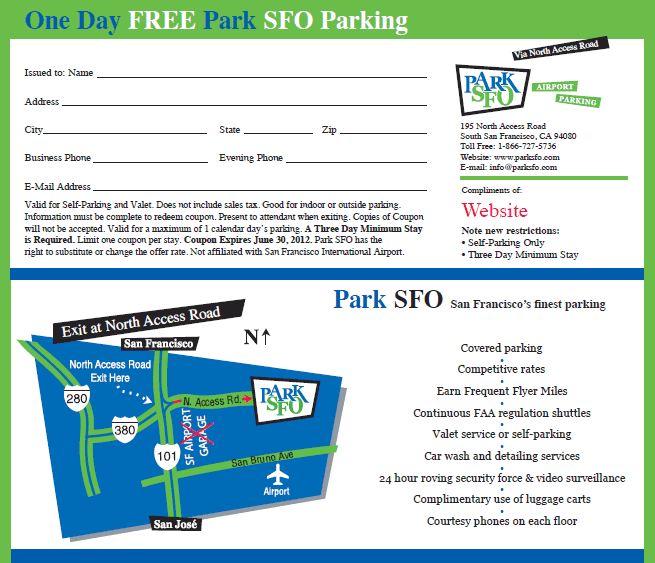 One Day FREE Park SFO Parking
Issued to: Name
Address
City State Zip
Business Phone Evening Phone
E-Mail Address
Valid for Self-Parking and Valet. Does not include sales tax. Good for indoor or outside parking.
Information must be complete to redeem coupon. Present to attendant when exiting. Copies of Coupon
will not be accepted. Valid for a maximum of 1 calendar day's parking. A Three Day Minimum Stay
is Required. Limit one coupon per stay. Coupon Expires June 30, 2012. Park SFO has the
right to substitute or change the offer rate. Not affiliated with San Francisco International Airport.
Via North Access Road
PARK
SFO
AIRPORT
PARKING
195 North Access Road
South San Francisco, CA 94080
Toll Free: 1-866-727-5736
Website: www.parksfo.com
E-mail: info@parksfo.com
Compliments of:
Website
Note new restrictions:
• Self-Parking Only
• Three Day Minimum Stay
Exit at North Access Road
N↑
San Francisco
North Access Road
Exit Here
280
380
N. Access Rd.
PARK
SFO
SF AIRPORT
GARAGE
101
San Bruno Ave
Airport
San José
Park SFO San Francisco's finest parking
Covered parking
•
Competitive rates
•
Earn Frequent Flyer Miles
•
Continuous FAA regulation shuttles
•
Valet service or self-parking
•
Car wash and detailing services
•
24 hour roving security force & video surveillance
•
Complimentary use of luggage carts
•
Courtesy phones on each floor